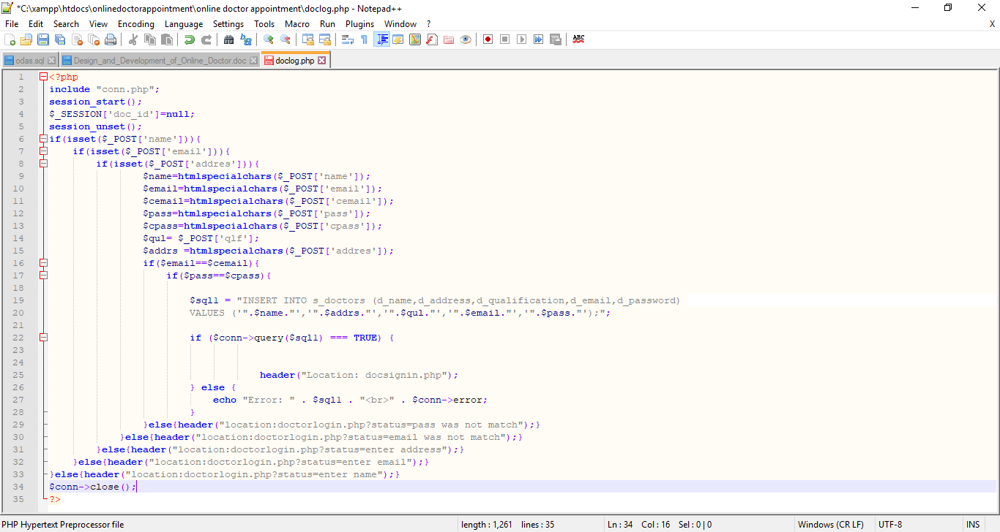 *C:\xampp\htdocs\onlinedoctorappointment\online doctor appointment\doclog.php - Notepad++
File Edit Search View Encoding Language Settings Tools Macro Run Plugins Window ? X
ABC
odas.sql Design_and_Development_of_Online_Doctor.doc doclog.php
1 <?php
2 include "conn.php";
3 session_start();
4 $_SESSION['doc_id']=null;
5 session_unset();
6 if(isset($_POST['name'])){
7 if(isset($_POST['email'])){
8 if(isset($_POST['addres'])){
9 $name=htmlspecialchars($_POST['name']);
10 $email=htmlspecialchars($_POST['email']);
11 $cemail=htmlspecialchars($_POST['cemail']);
12 $pass=htmlspecialchars($_POST['pass']);
13 $cpass=htmlspecialchars($_POST['cpass']);
14 $qul= $_POST['qlf'];
15 $addrs =htmlspecialchars($_POST['addres']);
16 if($email==$cemail){
17 if($pass==$cpass){
18
19 $sql1 = "INSERT INTO s_doctors (d_name,d_address,d_qualification,d_email,d_password)
20 VALUES ('".$name."','".$addrs."','".$qul."','".$email."','".$pass."');";
21
22 if ($conn->query($sql1) === TRUE) {
23
24
25 header("Location: docsignin.php");
26 } else {
27 echo "Error: " . $sql1 . "<br>" . $conn->error;
28 }
29 }else{header("location:doctorlogin.php?status=pass was not match");}
30 }else{header("location:doctorlogin.php?status=email was not match");}
31 }else{header("location:doctorlogin.php?status=enter address");}
32 }else{header("location:doctorlogin.php?status=enter email");}
33 }else{header("location:doctorlogin.php?status=enter name");}
34 $conn->close();
35 ?>
PHP Hypertext Preprocessor file length : 1,261 lines : 35 Ln : 34 Col : 16 Sel : 0 | 0 Windows (CR LF) UTF-8 INS